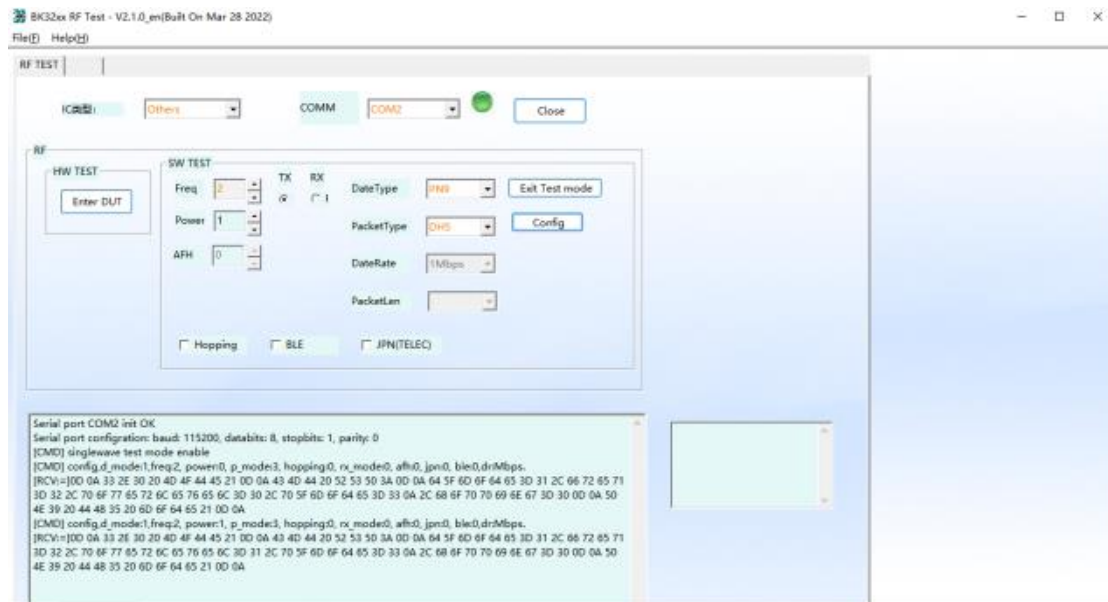 BK32xx RF Test - V2.1.0_en(Built On Mar 28 2022)
File(F) Help(H)
RF TEST
IC类型: Others COMM COM2 Close
RF
HW TEST
Enter DUT
SW TEST
Freq 2 TX RX DateType PN9 Exit Test mode
Power 1 PacketType DH5 Config
AFH 0 DateRate 1Mbps
PacketLen
Hopping BLE JPN(TELEC)
Serial port COM2 init OK
Serial port configration: baud: 115200, databits: 8, stopbits: 1, parity: 0
[CMD] singlewave test mode enable
[CMD] config,d_mode:1,freq:2, power:0, p_mode:3, hopping:0, rx_mode:0, afh:0, jpn:0, ble:0,dr:Mbps.
[RCV:=]0D 0A 33 2E 30 20 4D 4F 44 45 21 0D 0A 43 4D 44 20 52 53 50 3A 0D 0A 64 5F 6D 6F 64 65 3D 31 2C 66 72 65 71
3D 32 2C 70 6F 77 65 72 6C 65 76 65 6C 3D 30 2C 70 5F 6D 6F 64 65 3D 33 0A 2C 68 6F 70 70 69 6E 67 3D 30 0D 0A 50
4E 39 20 44 48 35 20 6D 6F 64 65 21 0D 0A
[CMD] config,d_mode:1,freq:2, power:1, p_mode:3, hopping:0, rx_mode:0, afh:0, jpn:0, ble:0,dr:Mbps.
[RCV:=]0D 0A 33 2E 30 20 4D 4F 44 45 21 0D 0A 43 4D 44 20 52 53 50 3A 0D 0A 64 5F 6D 6F 64 65 3D 31 2C 66 72 65 71
3D 32 2C 70 6F 77 65 72 6C 65 76 65 6C 3D 31 2C 70 5F 6D 6F 64 65 3D 33 0A 2C 68 6F 70 70 69 6E 67 3D 30 0D 0A 50
4E 39 20 44 48 35 20 6D 6F 64 65 21 0D 0A